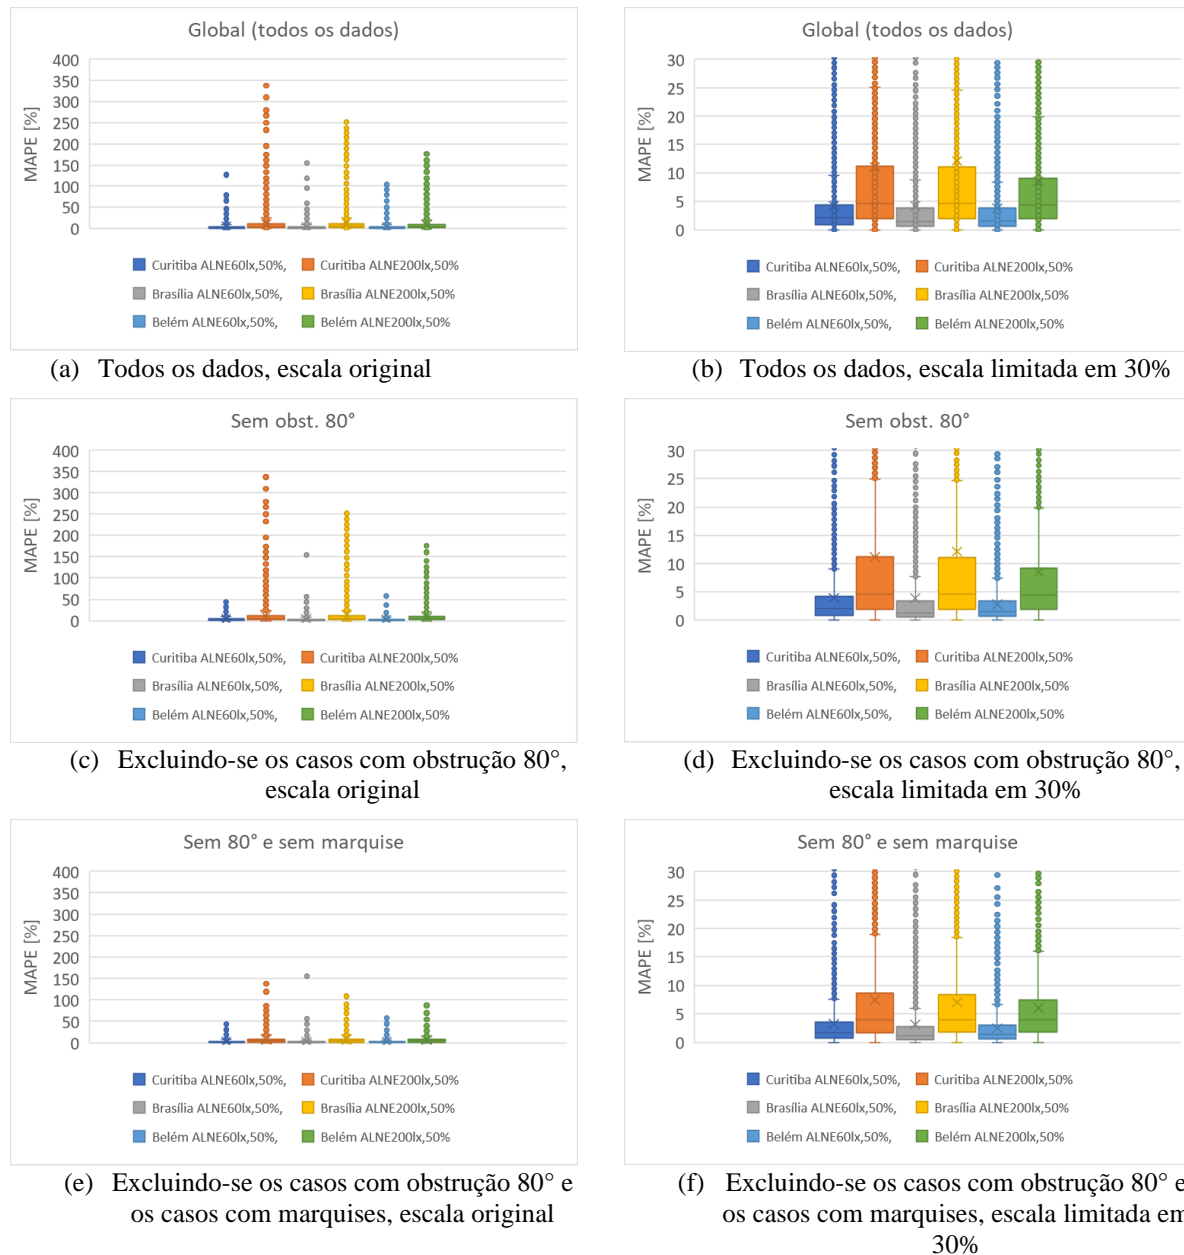 Global (todos os dados)
MAPE [%]
400
350
300
250
200
150
100
50
0
Curitiba ALNE60lx,50%,
Curitiba ALNE200lx,50%
Brasília ALNE60lx,50%,
Brasília ALNE200lx,50%
Belém ALNE60lx,50%,
Belém ALNE200lx,50%
(a) Todos os dados, escala original
Global (todos os dados)
MAPE [%]
30
25
20
15
10
5
0
Curitiba ALNE60lx,50%,
Curitiba ALNE200lx,50%
Brasília ALNE60lx,50%,
Brasília ALNE200lx,50%
Belém ALNE60lx,50%,
Belém ALNE200lx,50%
(b) Todos os dados, escala limitada em 30%
Sem obst. 80°
MAPE [%]
400
350
300
250
200
150
100
50
0
Curitiba ALNE60lx,50%,
Curitiba ALNE200lx,50%
Brasília ALNE60lx,50%,
Brasília ALNE200lx,50%
Belém ALNE60lx,50%,
Belém ALNE200lx,50%
(c) Excluindo-se os casos com obstrução 80°,
escala original
Sem obst. 80°
MAPE [%]
30
25
20
15
10
5
0
Curitiba ALNE60lx,50%,
Curitiba ALNE200lx,50%
Brasília ALNE60lx,50%,
Brasília ALNE200lx,50%
Belém ALNE60lx,50%,
Belém ALNE200lx,50%
(d) Excluindo-se os casos com obstrução 80°,
escala limitada em 30%
Sem 80° e sem marquise
MAPE [%]
400
350
300
250
200
150
100
50
0
Curitiba ALNE60lx,50%,
Curitiba ALNE200lx,50%
Brasília ALNE60lx,50%,
Brasília ALNE200lx,50%
Belém ALNE60lx,50%,
Belém ALNE200lx,50%
(e) Excluindo-se os casos com obstrução 80° e
os casos com marquises, escala original
Sem 80° e sem marquise
MAPE [%]
30
25
20
15
10
5
0
Curitiba ALNE60lx,50%,
Curitiba ALNE200lx,50%
Brasília ALNE60lx,50%,
Brasília ALNE200lx,50%
Belém ALNE60lx,50%,
Belém ALNE200lx,50%
(f) Excluindo-se os casos com obstrução 80° e
os casos com marquises, escala limitada em
30%